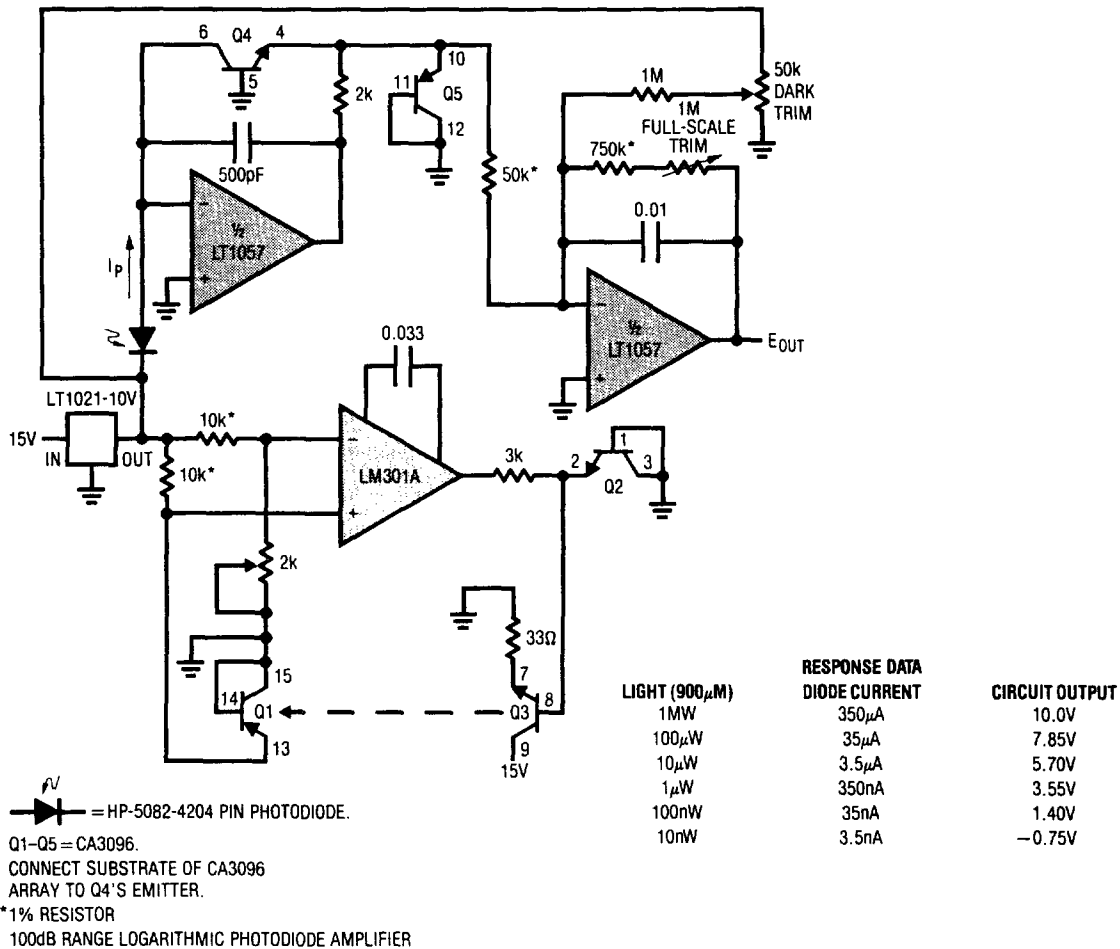 6 Q4 4
5
10
11 Q5
12
2k
500pF
50k*
1M
50k
DARK
TRIM
1M
FULL-SCALE
TRIM
750k*
0.01
−
½
LT1057
+
IP
−
½
LT1057
+
EOUT
LT1021-10V
15V
IN OUT
10k*
10k*
0.033
−
LM301A
+
3k
2 1 3
Q2
2k
15
14 Q1
13
33Ω
7
Q3 8
9
15V
RESPONSE DATA
LIGHT (900µM) DIODE CURRENT CIRCUIT OUTPUT
1MW 350µA 10.0V
100µW 35µA 7.85V
10µW 3.5µA 5.70V
1µW 350nA 3.55V
100nW 35nA 1.40V
10nW 3.5nA −0.75V
= HP-5082-4204 PIN PHOTODIODE.
Q1–Q5 = CA3096.
CONNECT SUBSTRATE OF CA3096
ARRAY TO Q4'S EMITTER.
*1% RESISTOR
100dB RANGE LOGARITHMIC PHOTODIODE AMPLIFIER